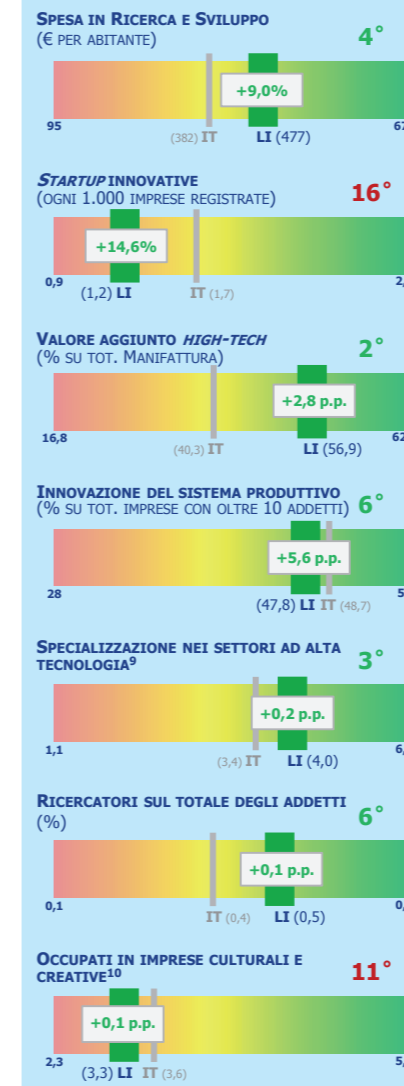 SPESA IN RICERCA E SVILUPPO
(€ PER ABITANTE)
4°
+9,0%
95
(382) IT
LI (477)
STARTUP INNOVATIVE
(OGNI 1.000 IMPRESE REGISTRATE)
16°
+14,6%
0,9
(1,2) LI
IT (1,7)
VALORE AGGIUNTO HIGH-TECH
(% SU TOT. MANIFATTURA)
2°
+2,8 p.p.
16,8
(40,3) IT
LI (56,9)
INNOVAZIONE DEL SISTEMA PRODUTTIVO
(% SU TOT. IMPRESE CON OLTRE 10 ADDETTI)
6°
+5,6 p.p.
28
(47,8) LI IT (48,7)
SPECIALIZZAZIONE NEI SETTORI AD ALTA
TECNOLOGIA⁹
3°
+0,2 p.p.
1,1
(3,4) IT
LI (4,0)
RICERCATORI SUL TOTALE DEGLI ADDETTI
(%)
6°
+0,1 p.p.
0,1
IT (0,4)
LI (0,5)
OCCUPATI IN IMPRESE CULTURALI E
CREATIVE¹⁰
11°
+0,1 p.p.
2,3
(3,3) LI IT (3,6)